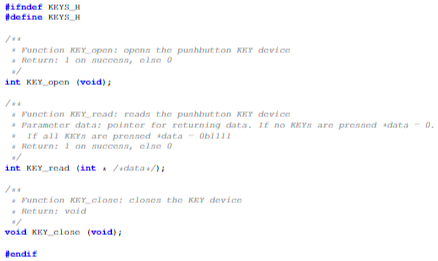 #ifndef KEYS_H
#define KEYS_H
/**
* Function KEY_open: opens the pushbutton KEY device
* Return: 1 on success, else 0
*/
int KEY_open (void);
/**
* Function KEY_read: reads the pushbutton KEY device
* Parameter data: pointer for returning data. If no KEYs are pressed *data = 0.
* If all KEYs are pressed *data = 0b1111
* Return: 1 on success, else 0
*/
int KEY_read (int * /*data*/);
/**
* Function KEY_close: closes the KEY device
* Return: void
*/
void KEY_close (void);
#endif